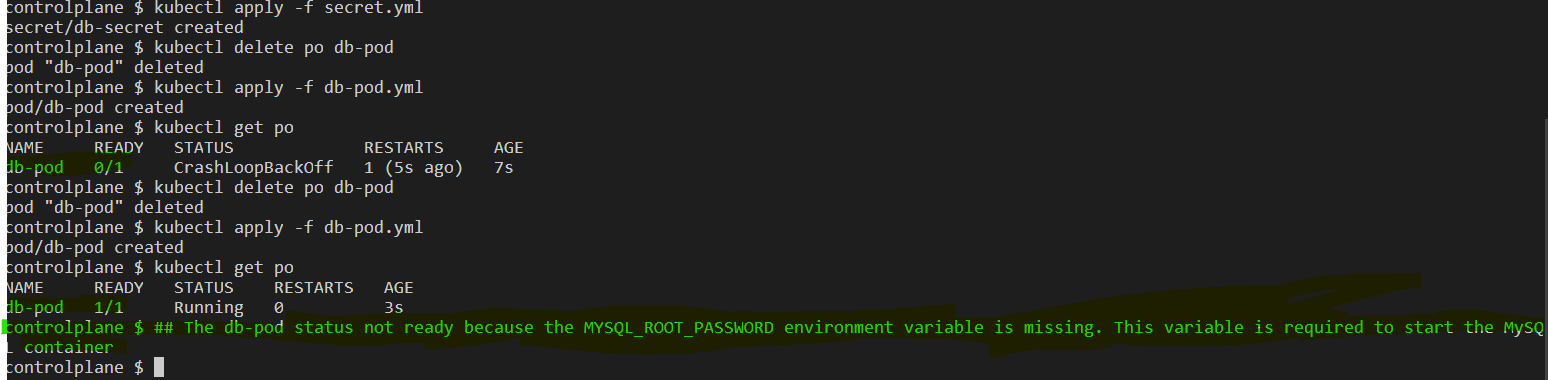 controlplane $ kubectl apply -f secret.yml
secret/db-secret created
controlplane $ kubectl delete po db-pod
pod "db-pod" deleted
controlplane $ kubectl apply -f db-pod.yml
pod/db-pod created
controlplane $ kubectl get po
NAME     READY   STATUS             RESTARTS     AGE
db-pod   0/1     CrashLoopBackOff   1 (5s ago)   7s
controlplane $ kubectl delete po db-pod
pod "db-pod" deleted
controlplane $ kubectl apply -f db-pod.yml
pod/db-pod created
controlplane $ kubectl get po
NAME     READY   STATUS    RESTARTS   AGE
db-pod   1/1     Running   0          3s
controlplane $ ## The db-pod status not ready because the MYSQL_ROOT_PASSWORD environment variable is missing. This variable is required to start the MySQ
L container
controlplane $